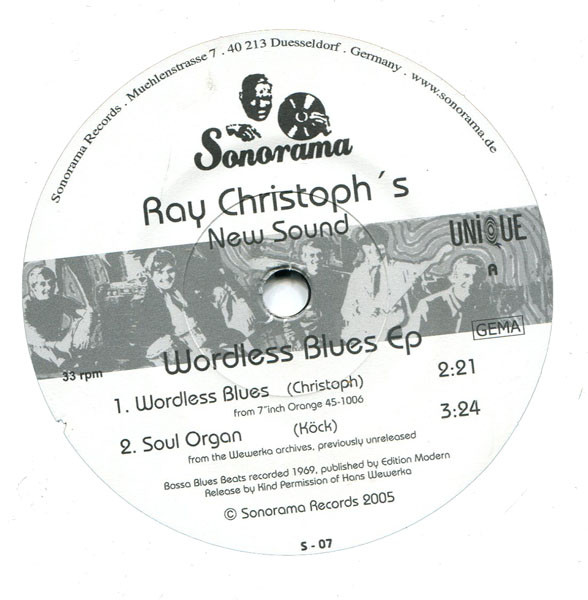 Sonorama Records . Muehlenstrasse 7 . 40 213 Duesseldorf . Germany . www.sonorama.de
Sonorama
Ray Christoph´s
New Sound
UNIQUE
A
GEMA
Wordless Blues Ep
33 rpm
1. Wordless Blues (Christoph) 2:21
from 7"inch Orange 45-1006
2. Soul Organ (Köck) 3:24
from the Wewerka archives, previously unreleased
Bossa Blues Beats recorded 1969, published by Edition Modern
Release by Kind Permission of Hans Wewerka
© Sonorama Records 2005
S - 07